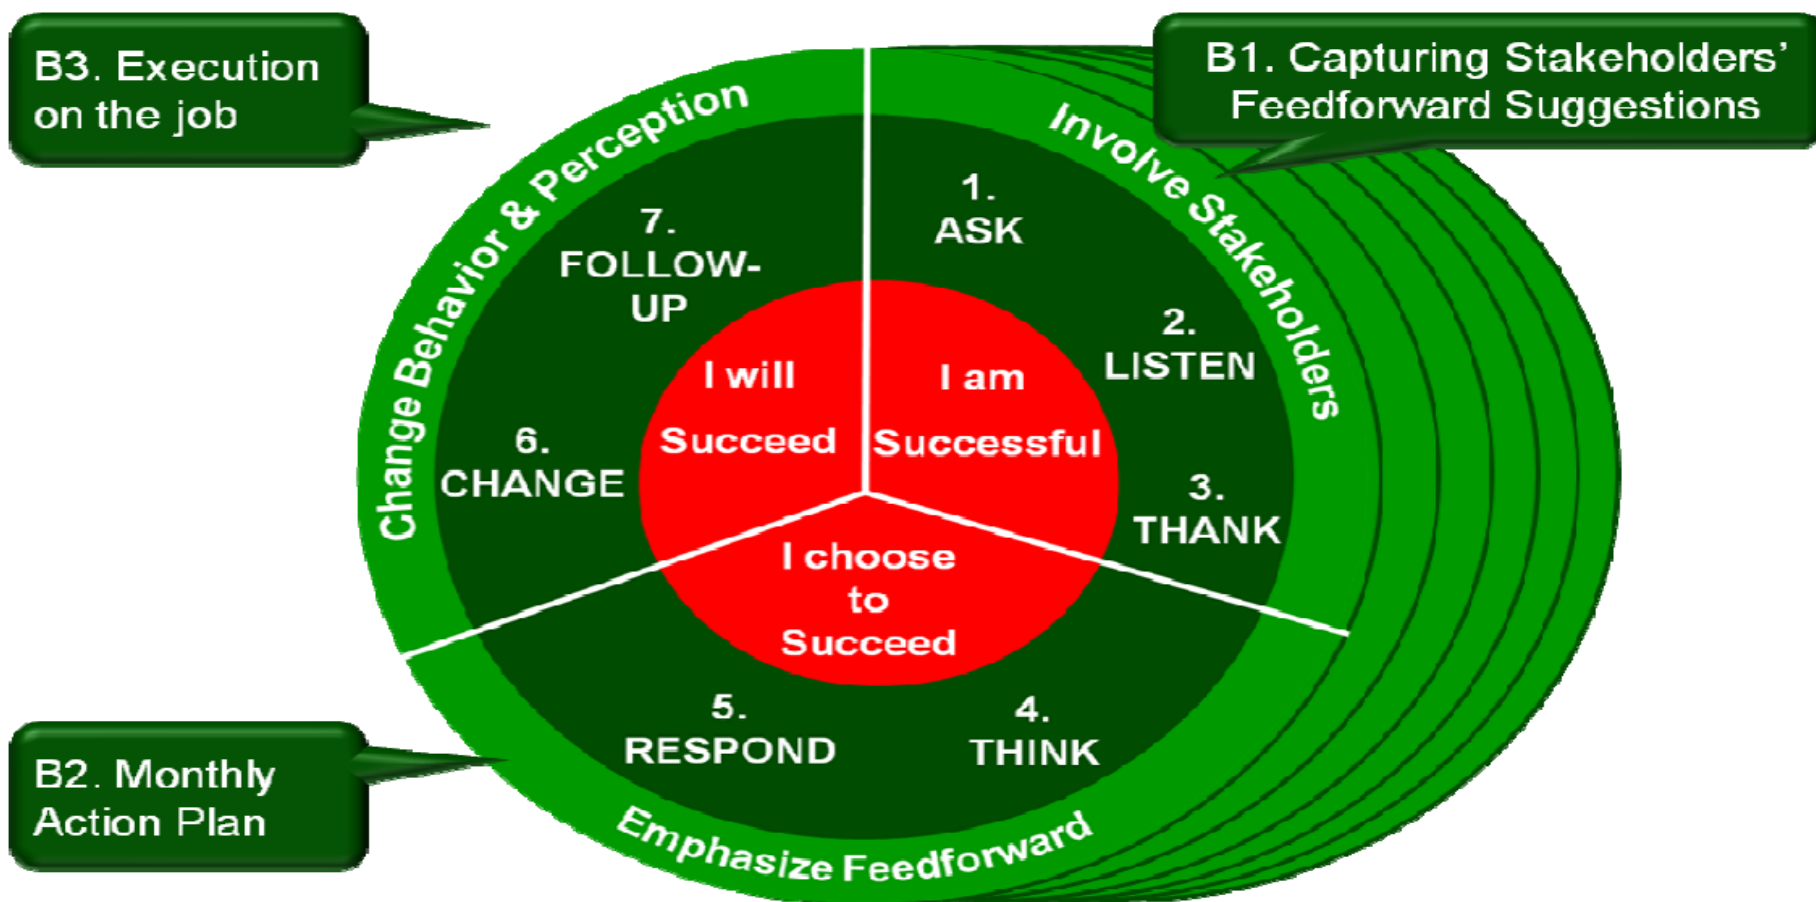 B3. Execution
on the job
B1. Capturing Stakeholders’
Feedforward Suggestions
Change Behavior & Perception
Involve Stakeholders
1.
ASK
2.
LISTEN
3.
THANK
4.
THINK
5.
RESPOND
6.
CHANGE
7.
FOLLOW-
UP
I will
Succeed
I am
Successful
I choose
to
Succeed
B2. Monthly
Action Plan
Emphasize Feedforward